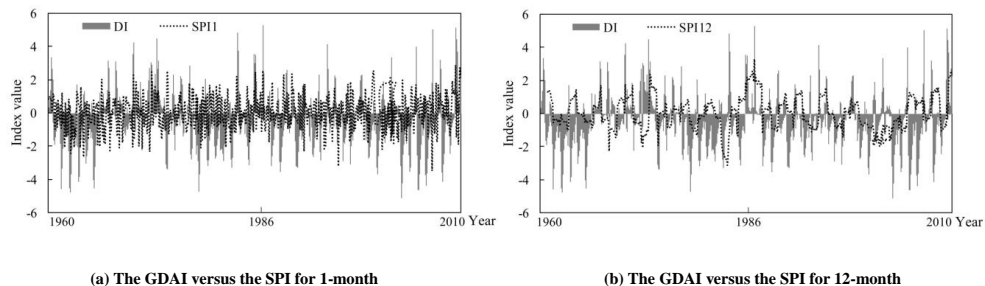 6
4
2
0
-2
-4
-6
Index value
DI
SPI1
1960
1986
2010 Year
(a) The GDAI versus the SPI for 1-month
6
4
2
0
-2
-4
-6
Index value
DI
SPI12
1960
1986
2010 Year
(b) The GDAI versus the SPI for 12-month